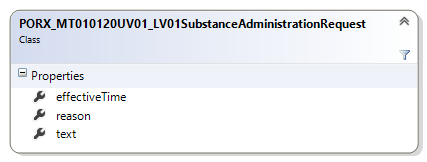 PORX_MT010120UV01_LV01SubstanceAdministrationRequest
Class
Properties
effectiveTime
reason
text